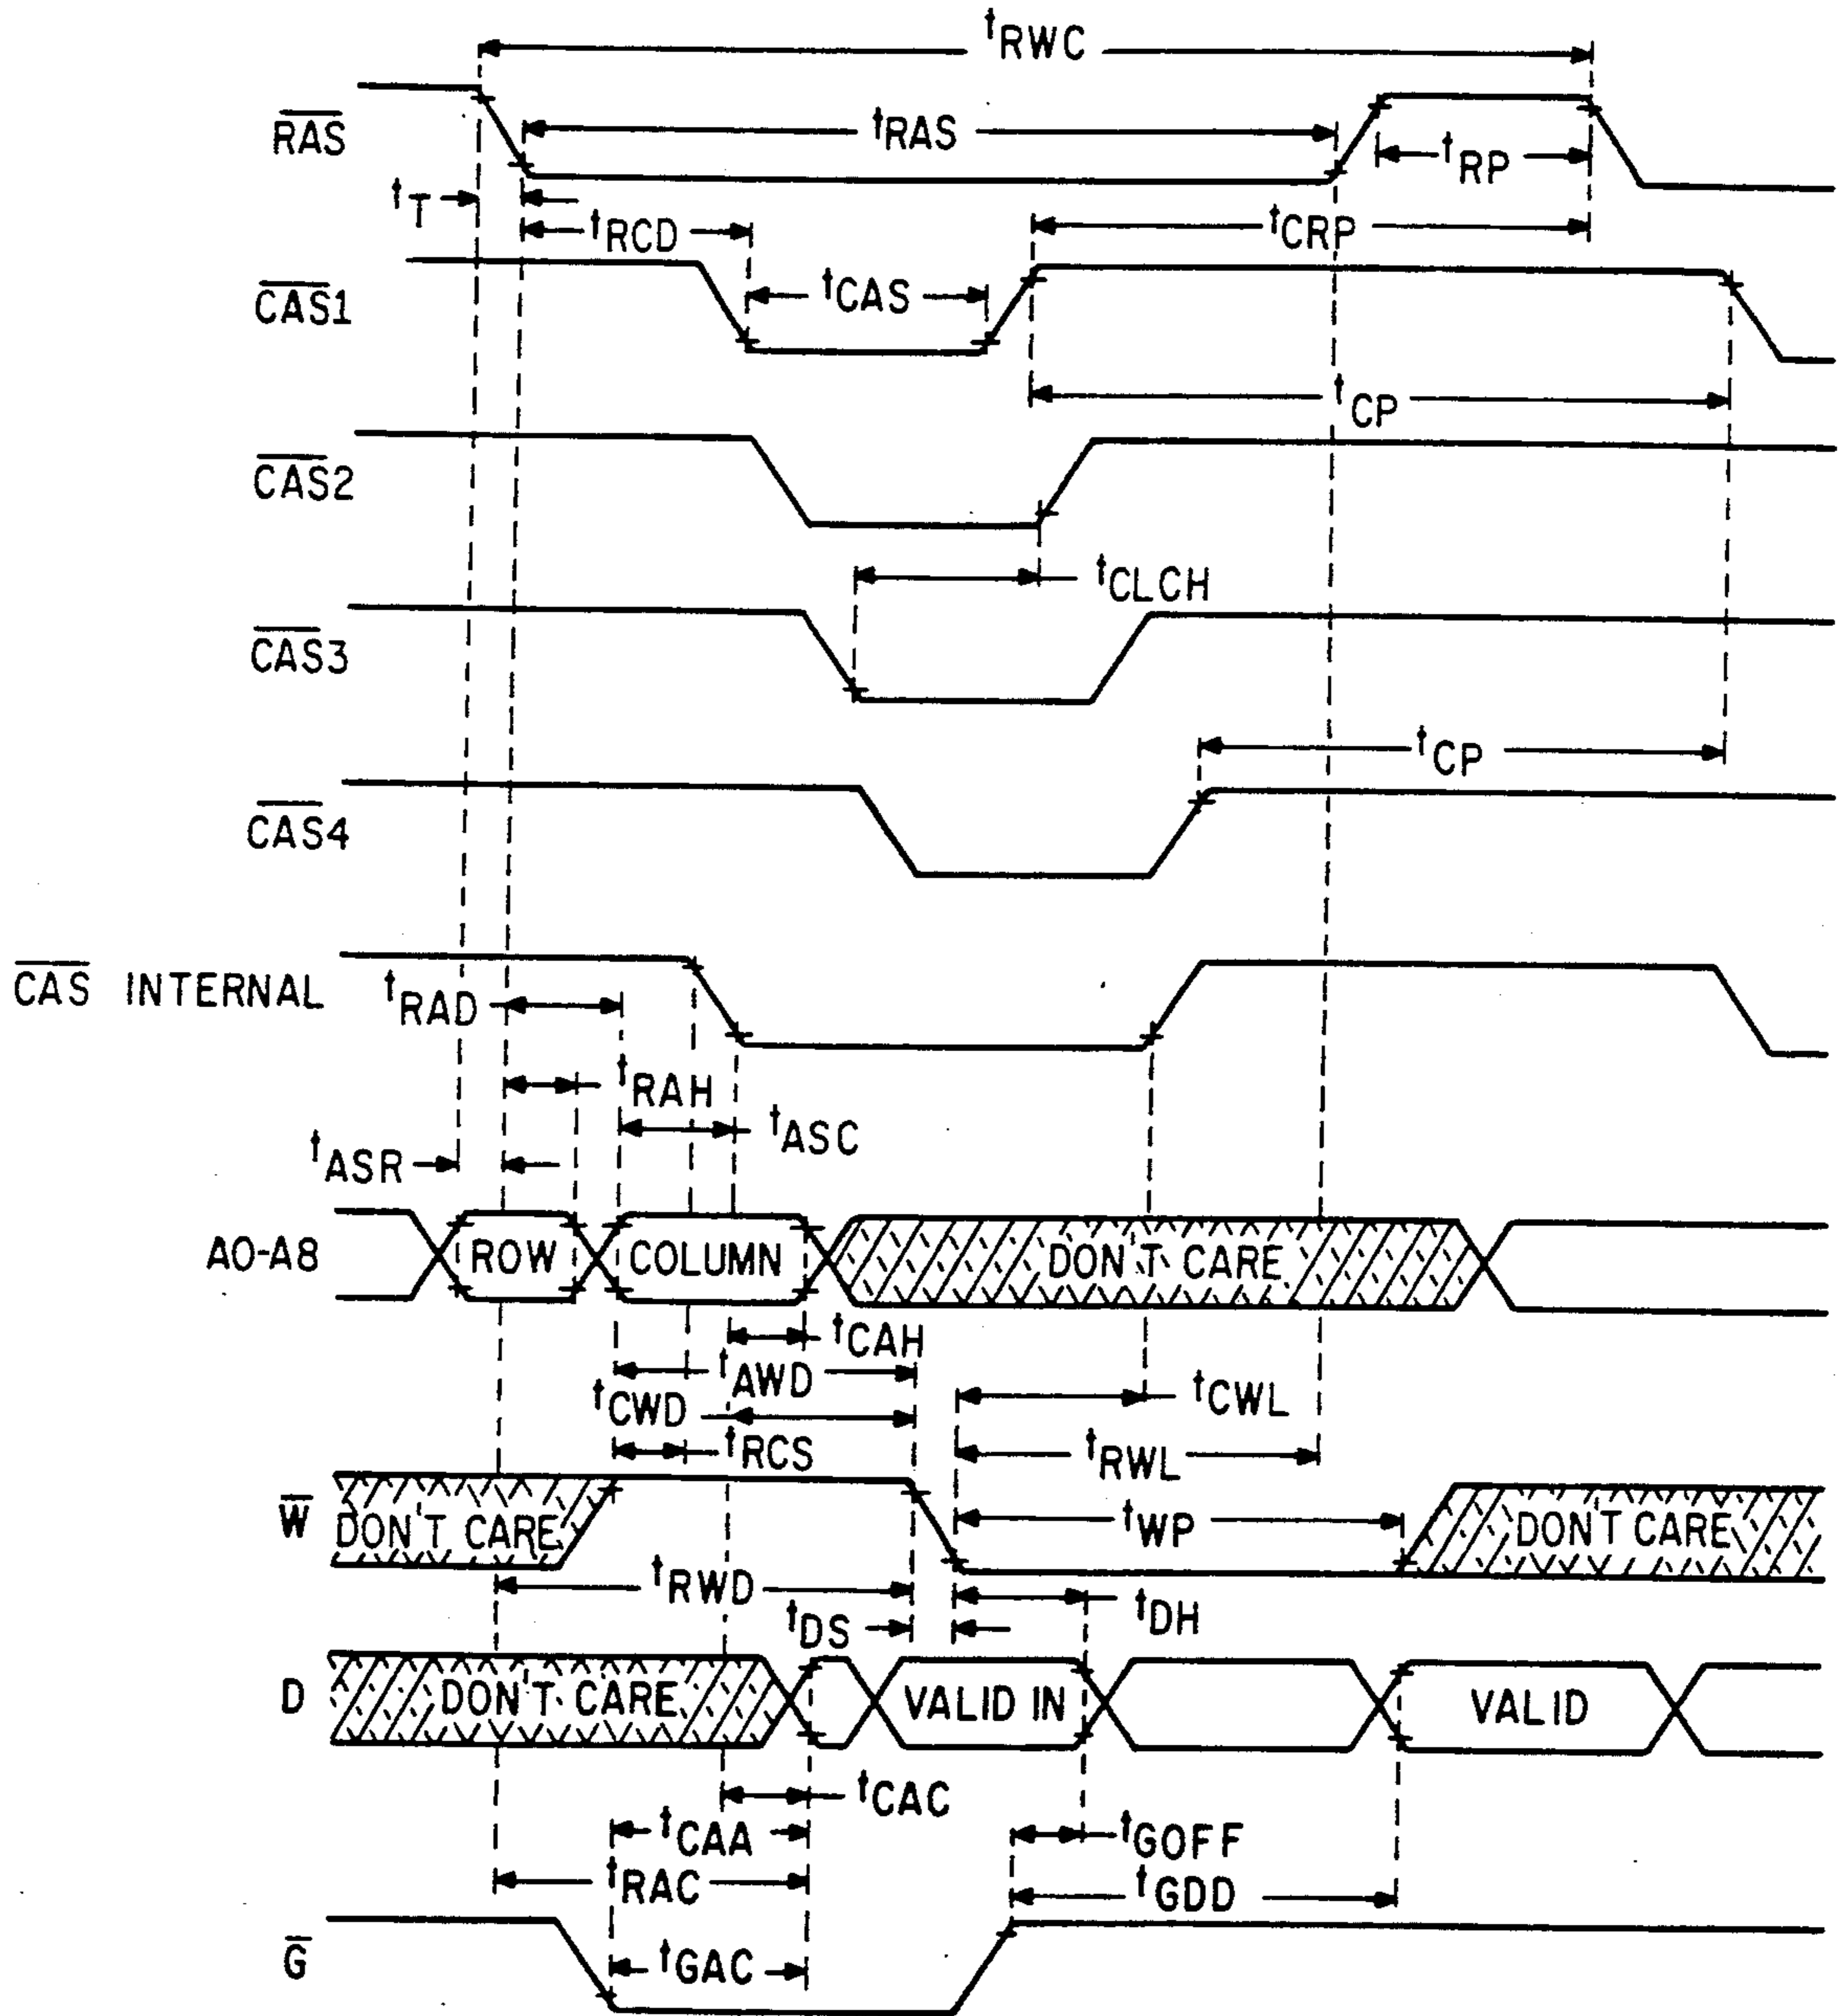 tRWC
RAS
tRAS
tRP
tT
tRCD
tCRP
CAS1
tCAS
tCP
CAS2
tCLCH
CAS3
tCP
CAS4
CAS INTERNAL
tRAD
tRAH
tASC
tASR
A0-A8
ROW
COLUMN
DON'T CARE
tCAH
tAWD
tCWD
tCWL
tRCS
tRWL
W
DON'T CARE
tWP
DON'T CARE
tRWD
tDS
tDH
D
DON'T CARE
VALID IN
VALID
tCAC
tCAA
tGOFF
tRAC
tGDD
G
tGAC